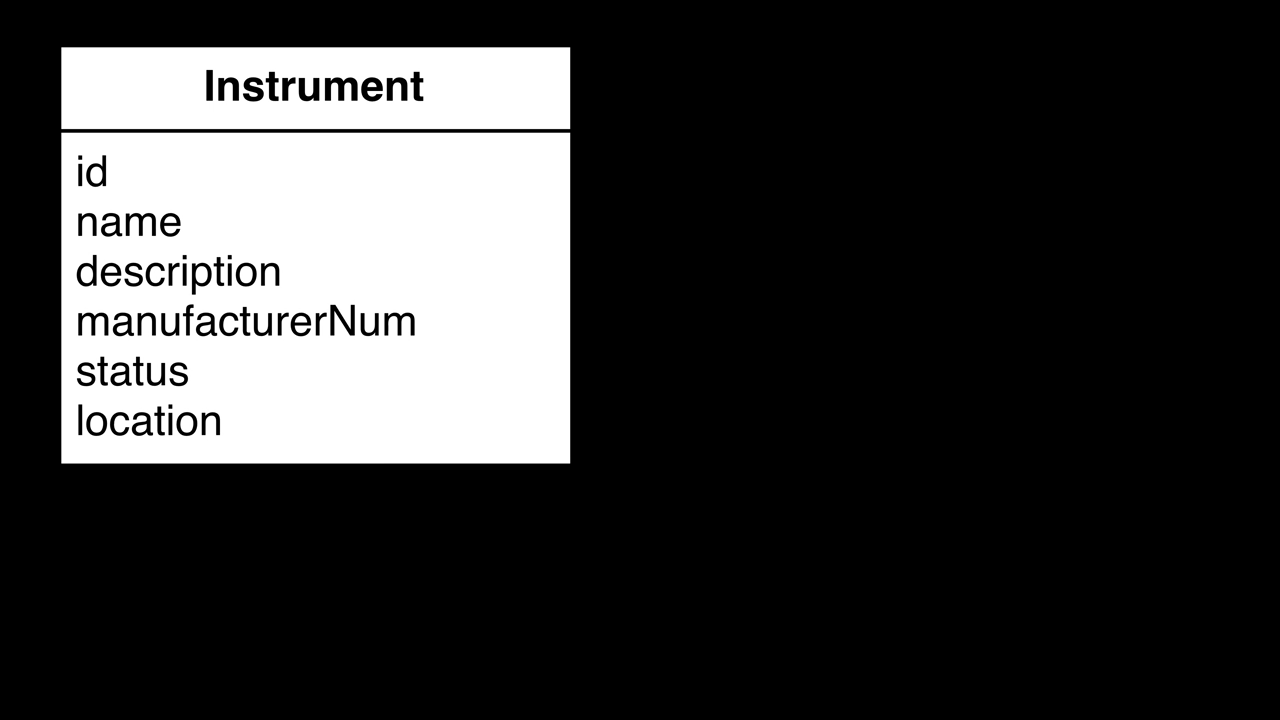 Instrument
id
name
description
manufacturerNum
status
location